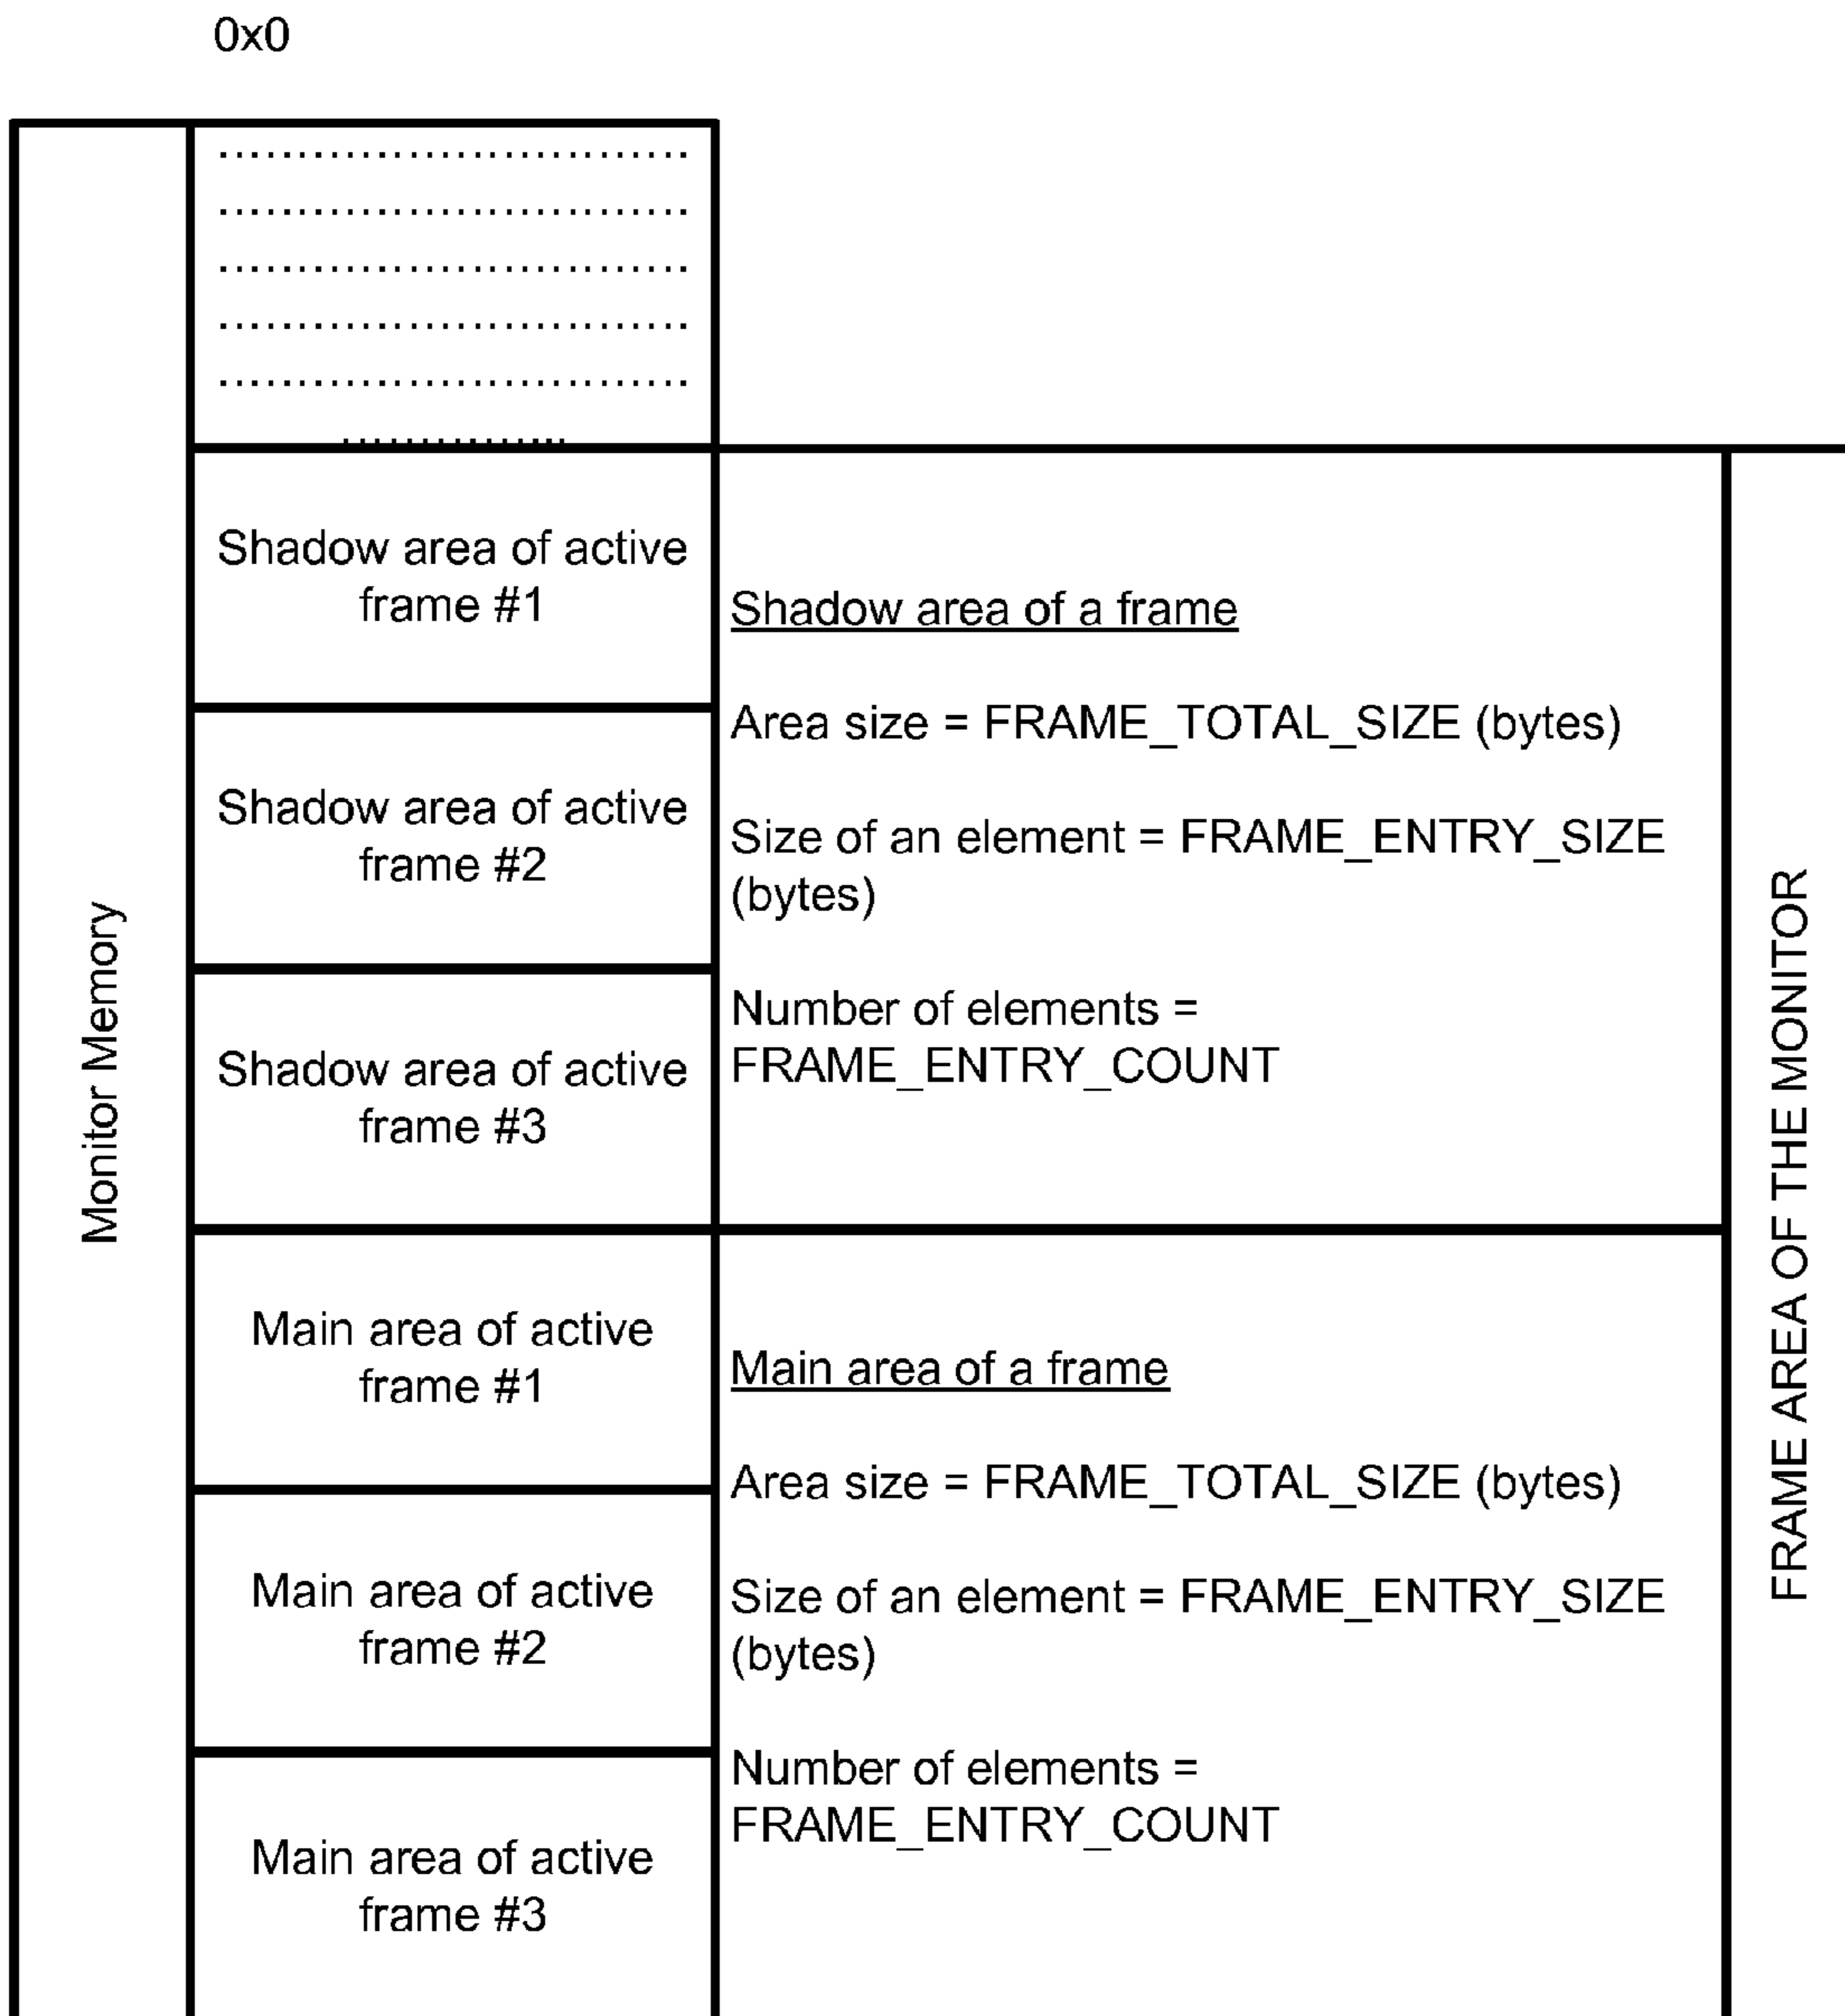 0x0
Monitor Memory
..............................
..............................
..............................
..............................
..............................
..............
Shadow area of active
frame #1
Shadow area of active
frame #2
Shadow area of active
frame #3
Main area of active
frame #1
Main area of active
frame #2
Main area of active
frame #3
Shadow area of a frame
Area size = FRAME_TOTAL_SIZE (bytes)
Size of an element = FRAME_ENTRY_SIZE
(bytes)
Number of elements =
FRAME_ENTRY_COUNT
Main area of a frame
Area size = FRAME_TOTAL_SIZE (bytes)
Size of an element = FRAME_ENTRY_SIZE
(bytes)
Number of elements =
FRAME_ENTRY_COUNT
FRAME AREA OF THE MONITOR